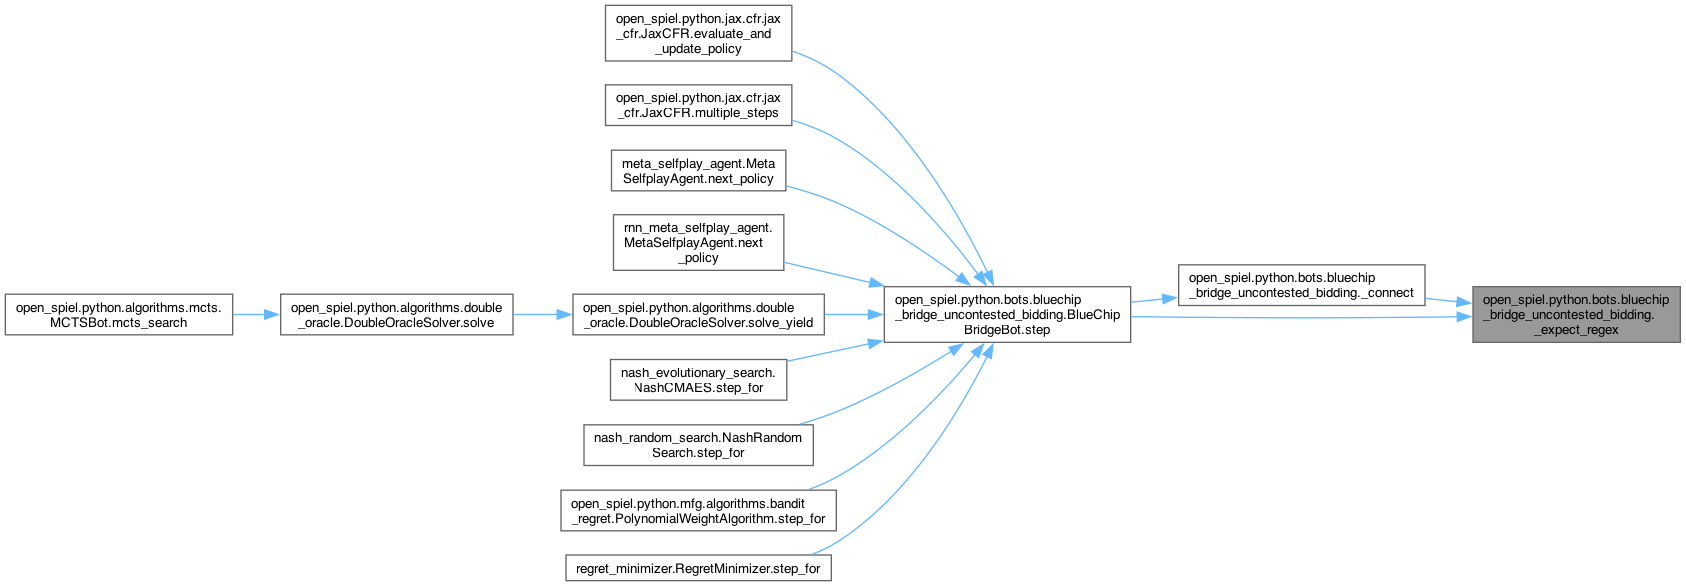 open_spiel.python.jax.cfr.jax
_cfr.JaxCFR.evaluate_and
_update_policy
open_spiel.python.jax.cfr.jax
_cfr.JaxCFR.multiple_steps
meta_selfplay_agent.Meta
SelfplayAgent.next_policy
rnn_meta_selfplay_agent.
MetaSelfplayAgent.next
_policy
open_spiel.python.algorithms.mcts.
MCTSBot.mcts_search
open_spiel.python.algorithms.double
_oracle.DoubleOracleSolver.solve
open_spiel.python.algorithms.double
_oracle.DoubleOracleSolver.solve_yield
nash_evolutionary_search.
NashCMAES.step_for
nash_random_search.NashRandom
Search.step_for
open_spiel.python.mfg.algorithms.bandit
_regret.PolynomialWeightAlgorithm.step_for
regret_minimizer.RegretMinimizer.step_for
open_spiel.python.bots.bluechip
_bridge_uncontested_bidding.BlueChip
BridgeBot.step
open_spiel.python.bots.bluechip
_bridge_uncontested_bidding._connect
open_spiel.python.bots.bluechip
_bridge_uncontested_bidding.
_expect_regex